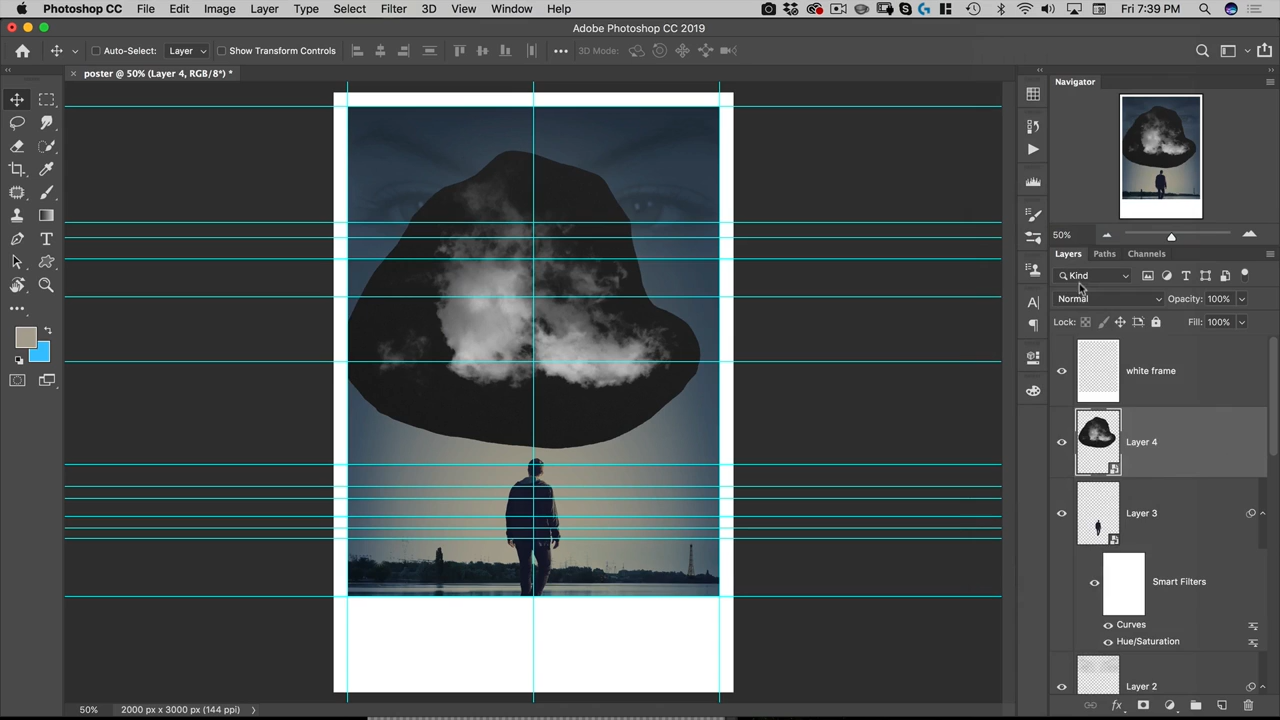 Photoshop CC File Edit Image Layer Type Select Filter 3D View Window Help Fri 7:39 PM
Adobe Photoshop CC 2019
Auto-Select: Layer Show Transform Controls 3D Mode:
poster @ 50% (Layer 4, RGB/8*) *
Navigator
50%
Layers Paths Channels
Kind
Normal Opacity: 100%
Lock: Fill: 100%
white frame
Layer 4
Layer 3
Smart Filters
Curves
Hue/Saturation
Layer 2
50% 2000 px x 3000 px (144 ppi)